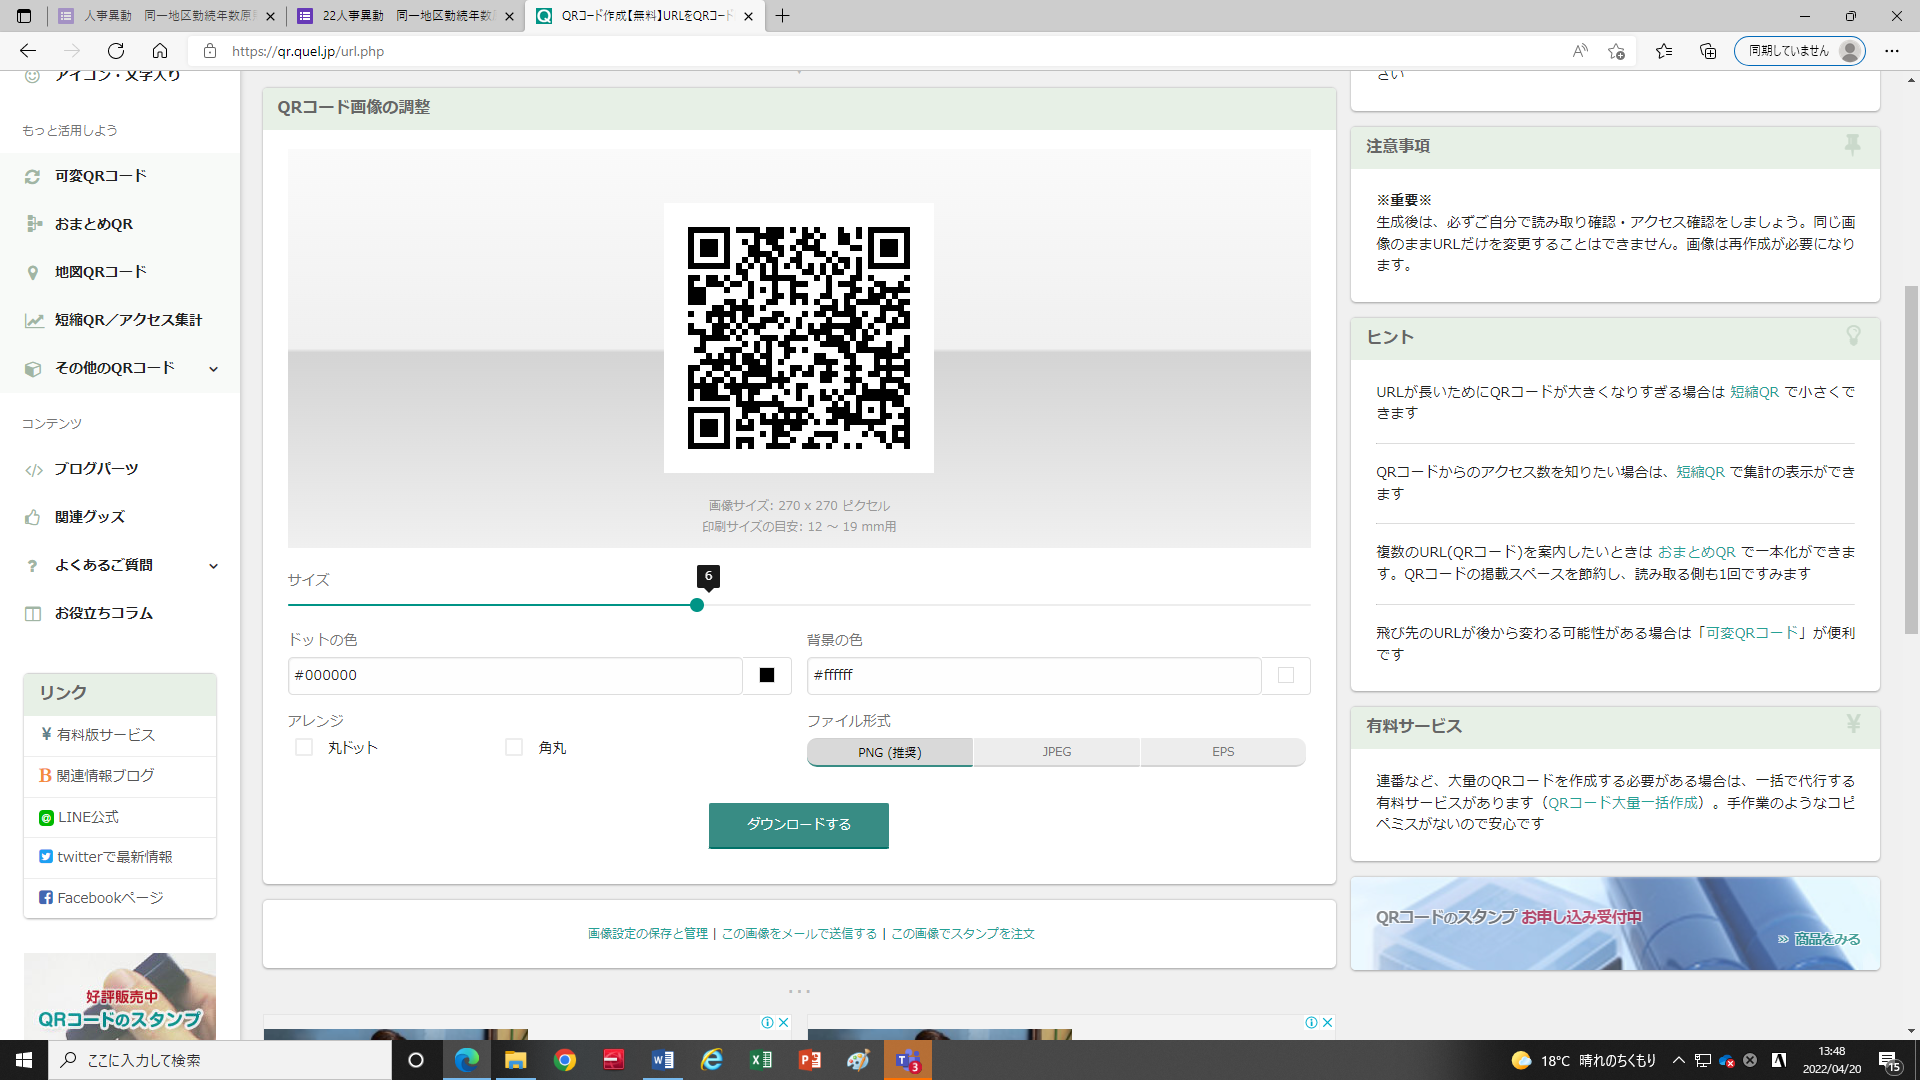 人事異動　同一地区勤続年数原
22人事異動　同一地区勤続年数
QRコード作成【無料】URLをQRコード
https://qr.quel.jp/url.php
同期していません
アイコン・文字入り
もっと活用しよう
可変QRコード
おまとめQR
地図QRコード
短縮QR／アクセス集計
その他のQRコード
コンテンツ
ブログパーツ
関連グッズ
よくあるご質問
お役立ちコラム
リンク
有料版サービス
関連情報ブログ
LINE公式
twitterで最新情報
Facebookページ
好評販売中
QRコードのスタンプ
QRコード画像の調整
画像サイズ: 270 x 270 ピクセル
印刷サイズの目安: 12 ～ 19 mm用
サイズ
6
ドットの色
#000000
背景の色
#ffffff
アレンジ
丸ドット
角丸
ファイル形式
PNG (推奨)
JPEG
EPS
ダウンロードする
画像設定の保存と管理 | この画像をメールで送信する | この画像でスタンプを注文
さい
注意事項
※重要※
生成後は、必ずご自分で読み取り確認・アクセス確認をしましょう。同じ画
像のままURLだけを変更することはできません。画像は再作成が必要になり
ます。
ヒント
URLが長いためにQRコードが大きくなりすぎる場合は 短縮QR で小さくで
きます
QRコードからのアクセス数を知りたい場合は、短縮QR で集計の表示ができ
ます
複数のURL(QRコード)を案内したいときは おまとめQR で一本化ができま
す。QRコードの掲載スペースを節約し、読み取る側も1回ですみます
飛び先のURLが後から変わる可能性がある場合は「可変QRコード」が便利
です
有料サービス
連番など、大量のQRコードを作成する必要がある場合は、一括で代行する
有料サービスがあります（QRコード大量一括作成）。手作業のようなコピ
ペミスがないので安心です
QRコードのスタンプ お申し込み受付中
» 商品をみる
ここに入力して検索
3
18℃ 晴れのちくもり
A
13:48
2022/04/20
15